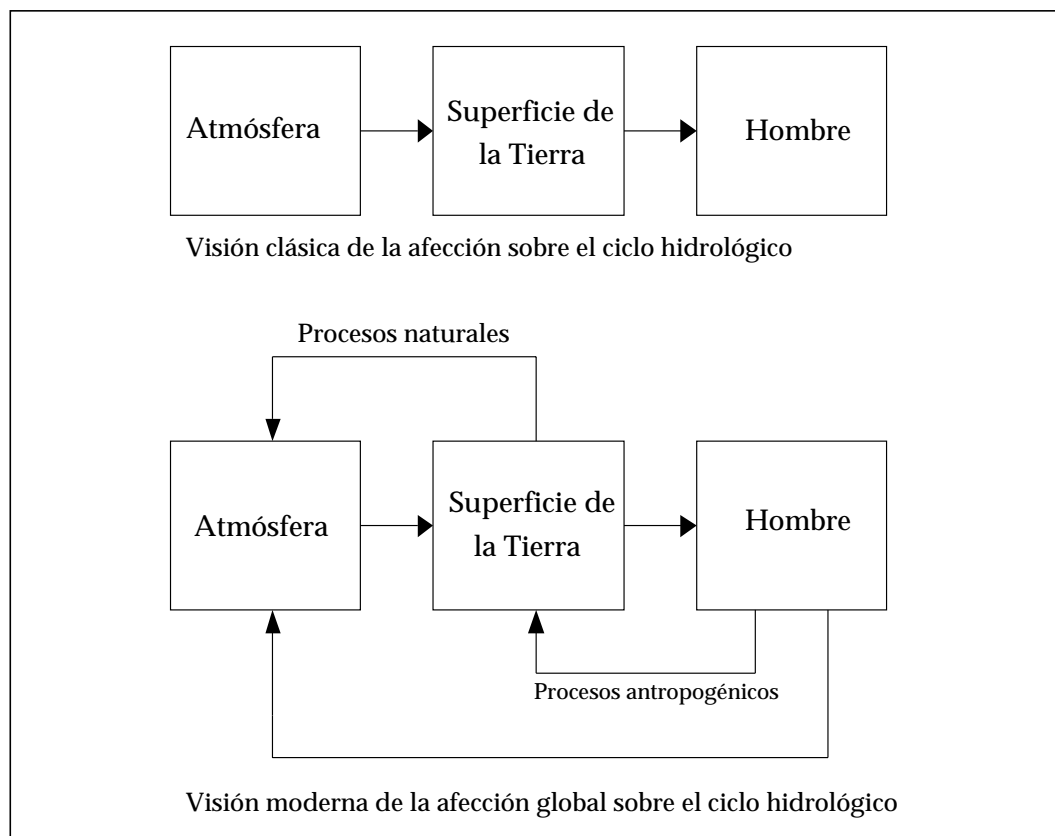 Atmósfera
Superficie de
la Tierra
Hombre
Visión clásica de la afección sobre el ciclo hidrológico
Procesos naturales
Atmósfera
Superficie de
la Tierra
Hombre
Procesos antropogénicos
Visión moderna de la afección global sobre el ciclo hidrológico